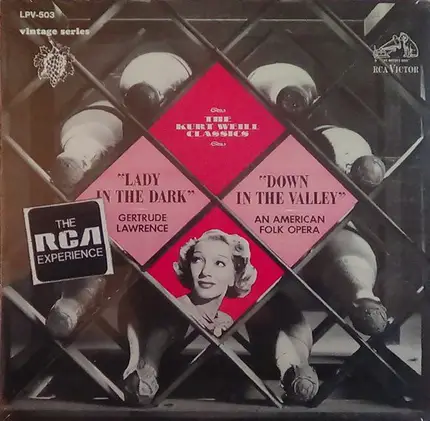 LPV-503
vintage series
RCA VICTOR
THE
KURT WEILL
CLASSICS
"LADY
IN THE DARK"
GERTRUDE
LAWRENCE
"DOWN
IN THE VALLEY"
AN AMERICAN
FOLK OPERA
THE
RCA
EXPERIENCE